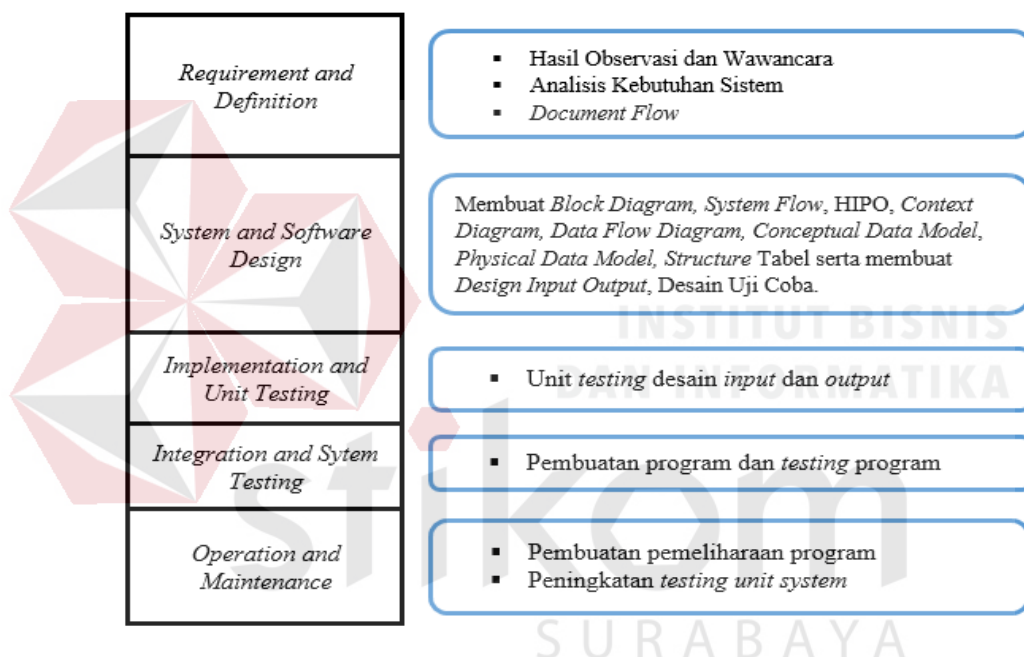 Requirement and
Definition
▪ Hasil Observasi dan Wawancara
▪ Analisis Kebutuhan Sistem
▪ Document Flow
System and Software
Design
Membuat Block Diagram, System Flow, HIPO, Context
Diagram, Data Flow Diagram, Conceptual Data Model,
Physical Data Model, Structure Tabel serta membuat
Design Input Output, Desain Uji Coba.
INSTITUT BISNIS
DAN INFORMATIKA
Implementation and
Unit Testing
▪ Unit testing desain input dan output
Integration and Sytem
Testing
▪ Pembuatan program dan testing program
stikom
Operation and
Maintenance
▪ Pembuatan pemeliharaan program
▪ Peningkatan testing unit system
SURABAYA